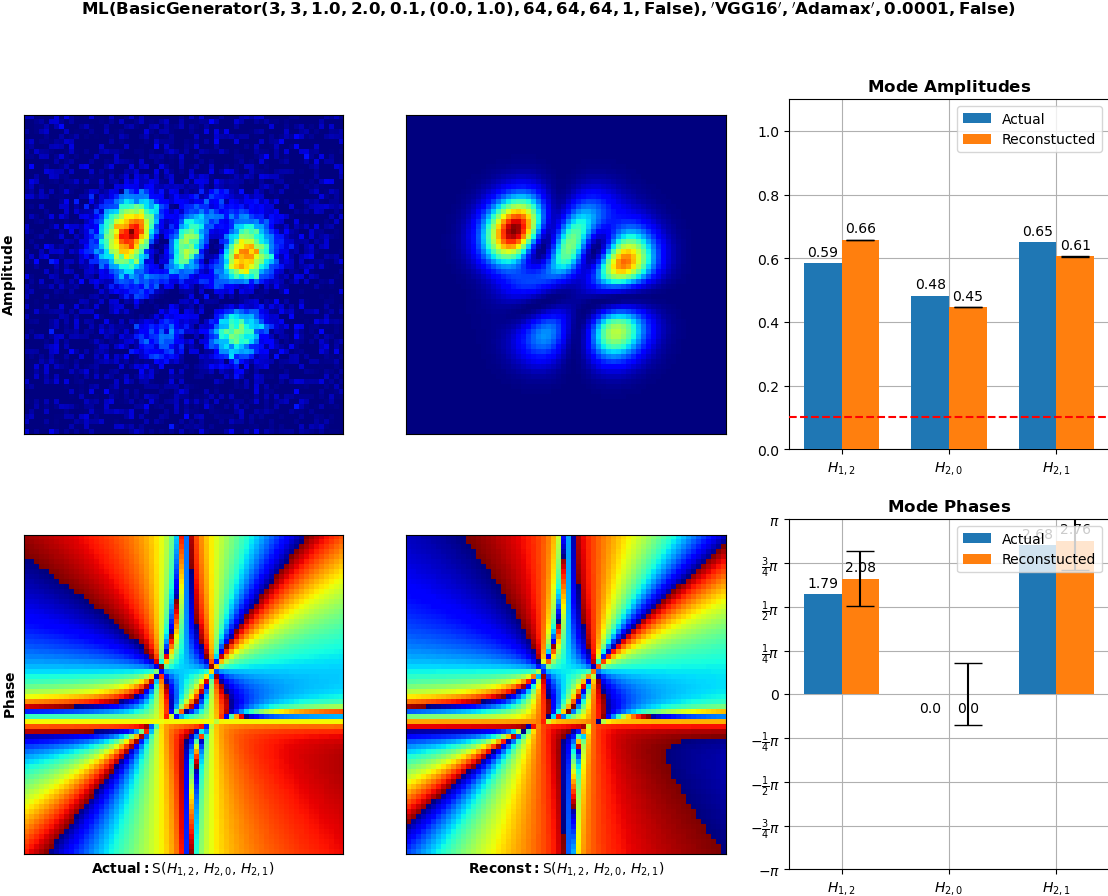 ML(BasicGenerator(3, 3, 1.0, 2.0, 0.1, (0.0, 1.0), 64, 64, 64, 1, False), ′VGG16′, ′Adamax′, 0.0001, False)
Mode Amplitudes
Amplitude
1.0
0.8
0.6
0.4
0.2
0.0
Actual
Reconstucted
0.59
0.66
0.48
0.45
0.65
0.61
H₁,₂
H₂,₀
H₂,₁
Mode Phases
Phase
π
¾π
½π
¼π
0
−¼π
−½π
−¾π
−π
Actual
Reconstucted
1.79
2.08
0.0
0.0
2.68
2.76
H₁,₂
H₂,₀
H₂,₁
Actual: S(H₁,₂, H₂,₀, H₂,₁)
Reconst: S(H₁,₂, H₂,₀, H₂,₁)